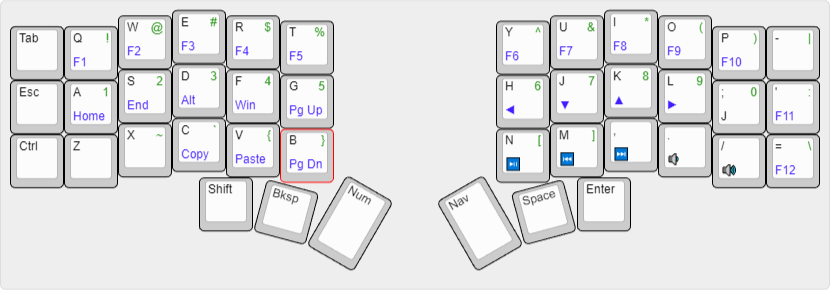 Tab Q ! W @ E # R $ T % Y ^ U & I * O ( P ) - |
F1 F2 F3 F4 F5 F6 F7 F8 F9 F10
Esc A 1 S 2 D 3 F 4 G 5 H 6 J 7 K 8 L 9 ; 0 ' :
Home End Alt Win Pg Up ◄ ▼ ▲ ► J F11
Ctrl Z X ~ C ` V { B } N [ M ] , . / = \
Copy Paste Pg Dn ⏯ ⏮ ⏭ 🔈 🔊 F12
Shift Bksp Num Nav Space Enter